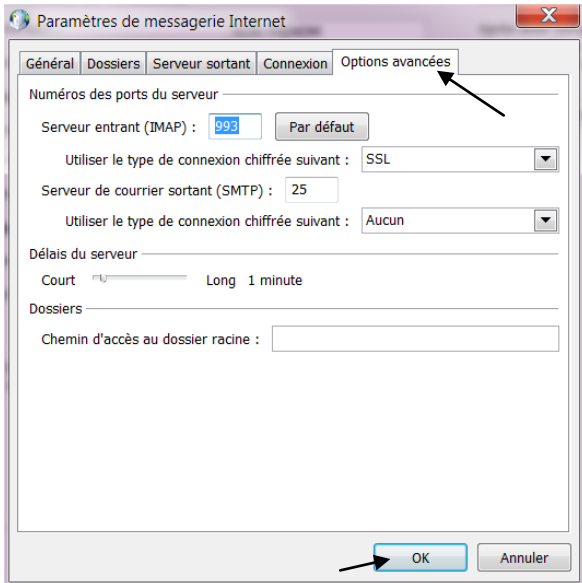 Paramètres de messagerie Internet
Général Dossiers Serveur sortant Connexion Options avancées
Numéros des ports du serveur
Serveur entrant (IMAP) : 993 Par défaut
Utiliser le type de connexion chiffrée suivant : SSL
Serveur de courrier sortant (SMTP) : 25
Utiliser le type de connexion chiffrée suivant : Aucun
Délais du serveur
Court Long 1 minute
Dossiers
Chemin d'accès au dossier racine :
OK Annuler